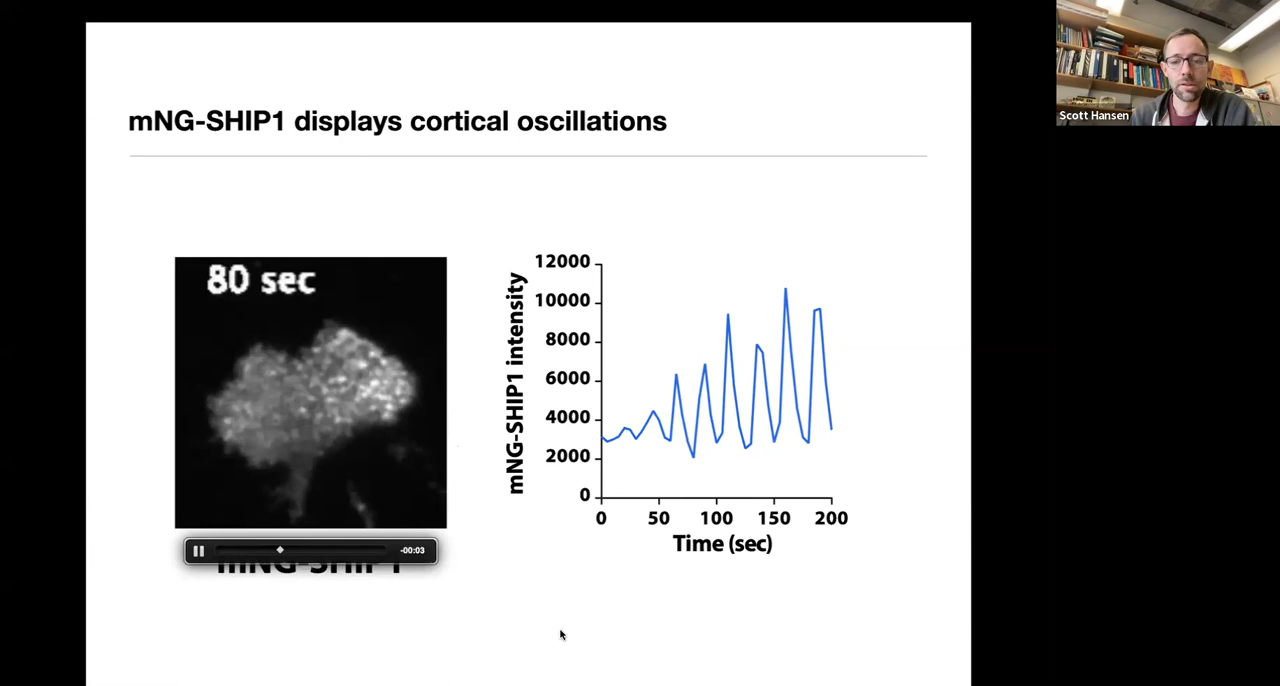 mNG-SHIP1 displays cortical oscillations
Scott Hansen
80 sec
-00:03
mNG-SHIP1
mNG-SHIP1 intensity
12000
10000
8000
6000
4000
2000
0
0 50 100 150 200
Time (sec)